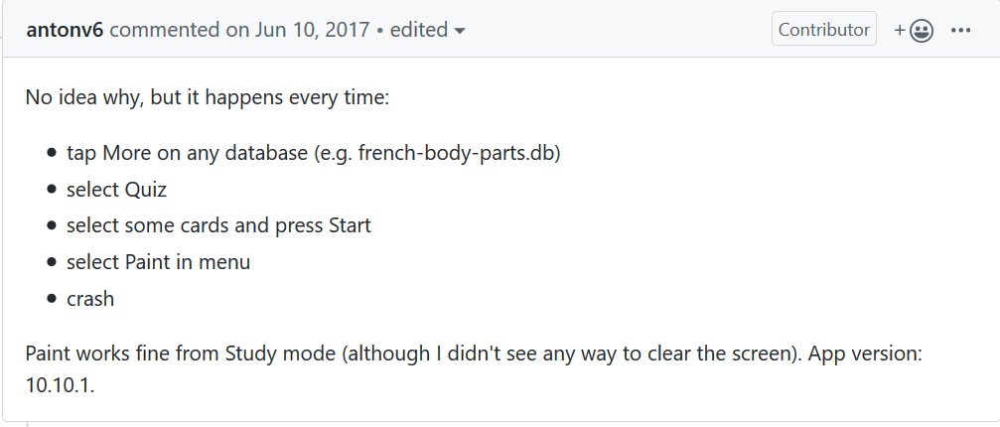 antonv6 commented on Jun 10, 2017 • edited
Contributor
No idea why, but it happens every time:
• tap More on any database (e.g. french-body-parts.db)
• select Quiz
• select some cards and press Start
• select Paint in menu
• crash
Paint works fine from Study mode (although I didn't see any way to clear the screen). App version:
10.10.1.